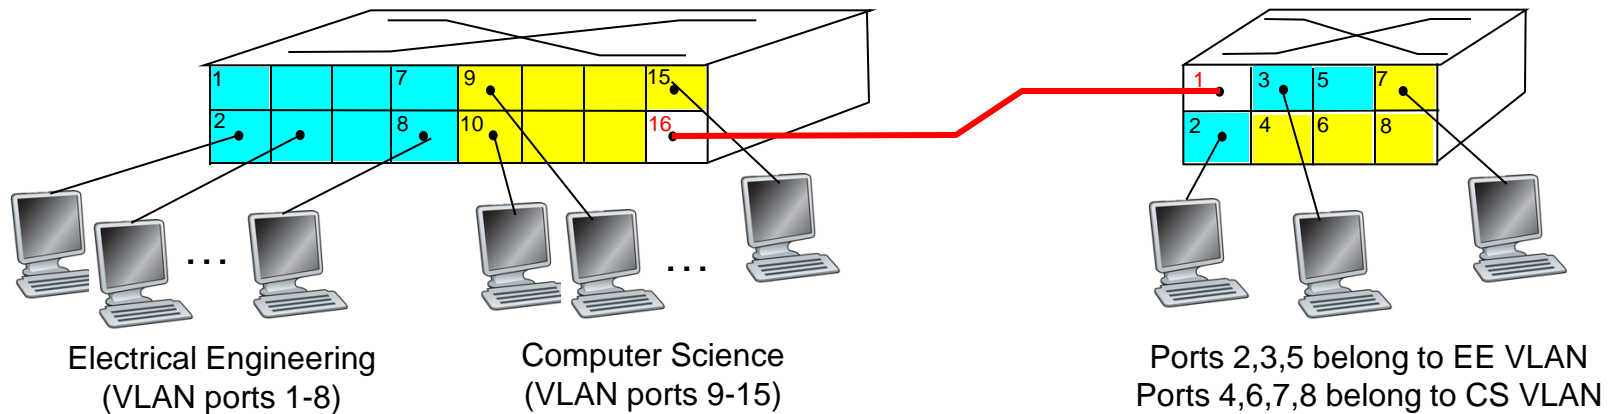 1 7 9 15
2 8 10 16
1 3 5 7
2 4 6 8
... ...
Electrical Engineering
(VLAN ports 1-8)
Computer Science
(VLAN ports 9-15)
Ports 2,3,5 belong to EE VLAN
Ports 4,6,7,8 belong to CS VLAN